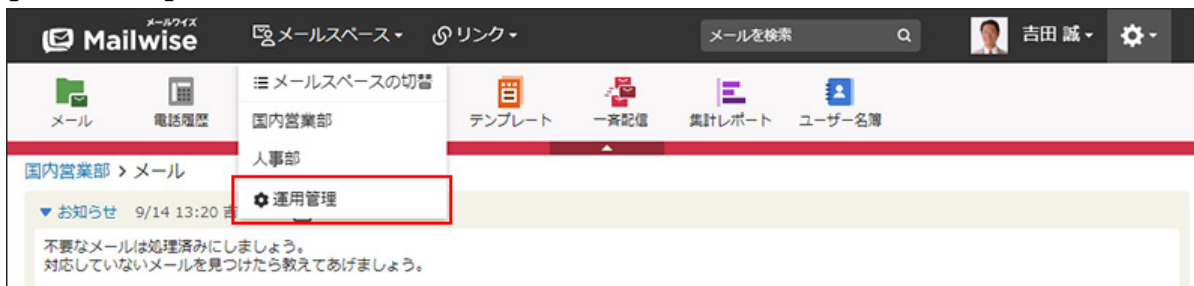 メールワイズ
Mailwise メールスペース リンク メールを検索 吉田 誠
メールスペースの切替
メール 電話履歴 テンプレート 一斉配信 集計レポート ユーザー名簿
国内営業部
人事部
運用管理
国内営業部 > メール
お知らせ 9/14 13:20
不要なメールは処理済みにしましょう。
対応していないメールを見つけたら教えてあげましょう。